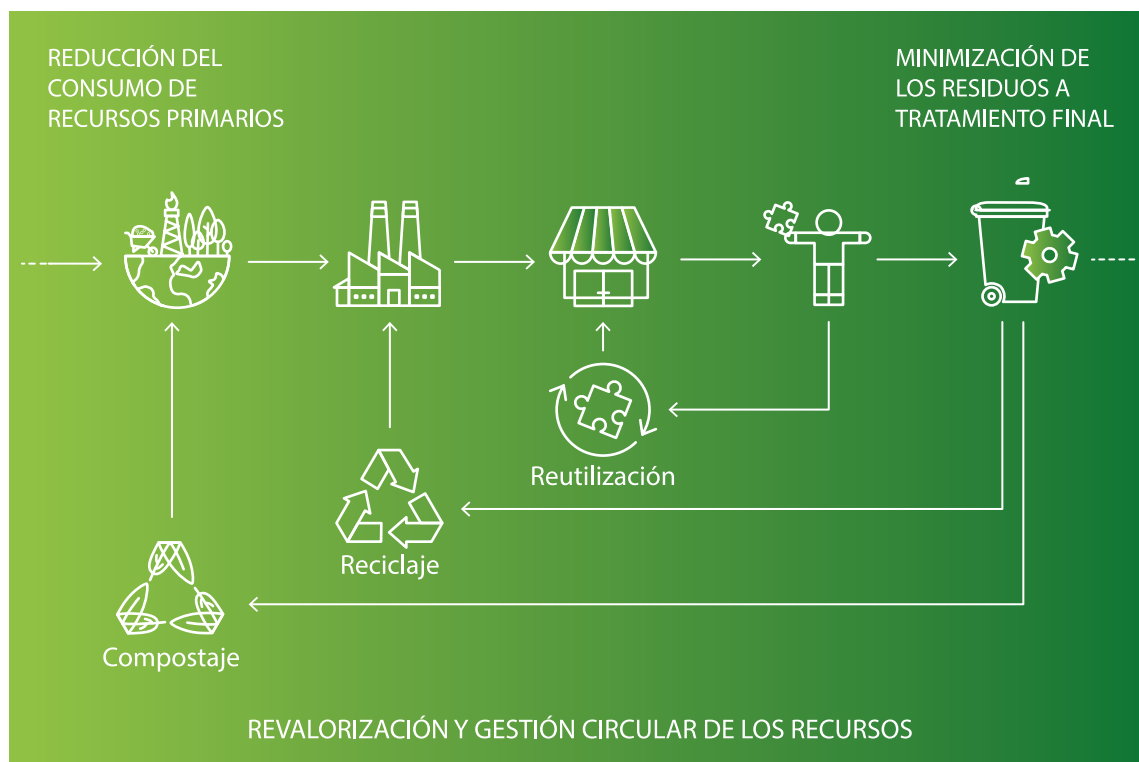 REDUCCIÓN DEL
CONSUMO DE
RECURSOS PRIMARIOS
MINIMIZACIÓN DE
LOS RESIDUOS A
TRATAMIENTO FINAL
Reutilización
Reciclaje
Compostaje
REVALORIZACIÓN Y GESTIÓN CIRCULAR DE LOS RECURSOS